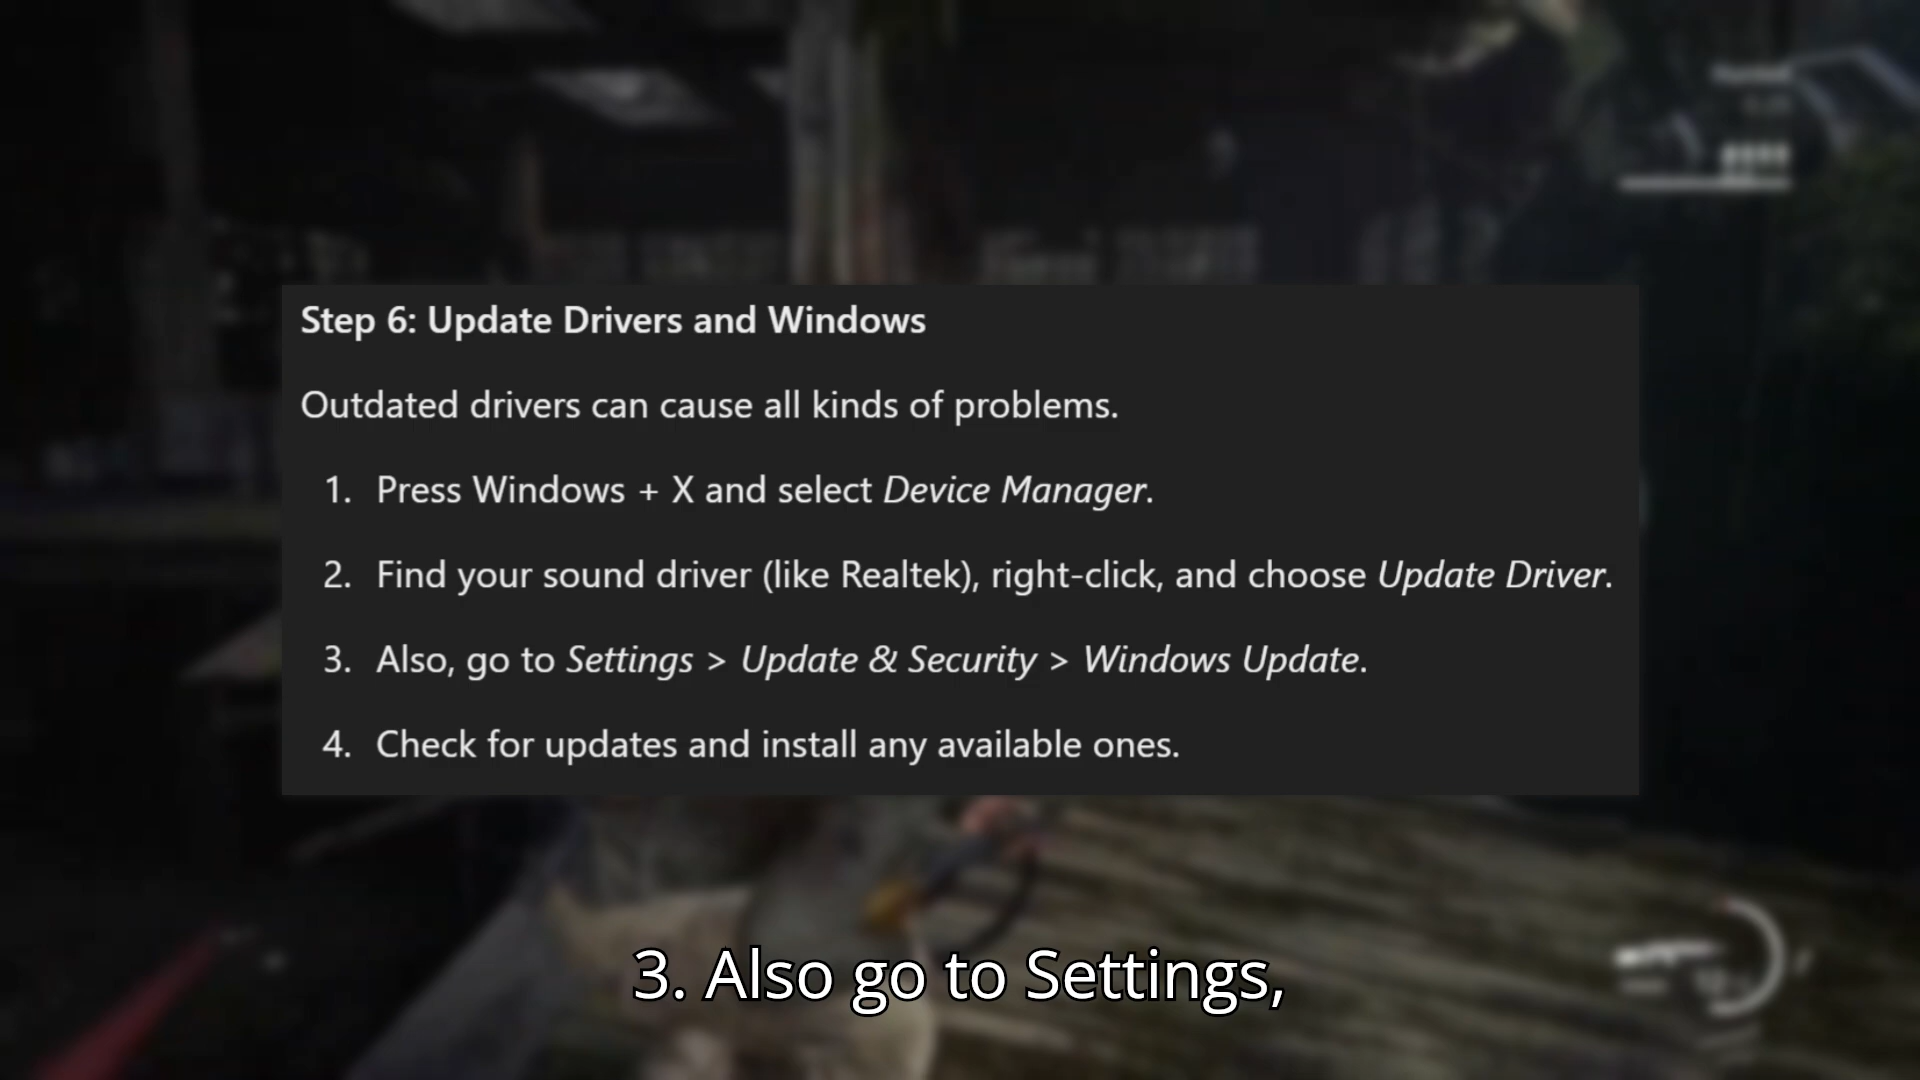 Step 6: Update Drivers and Windows
Outdated drivers can cause all kinds of problems.
1. Press Windows + X and select Device Manager.
2. Find your sound driver (like Realtek), right-click, and choose Update Driver.
3. Also, go to Settings > Update & Security > Windows Update.
4. Check for updates and install any available ones.
3. Also go to Settings,